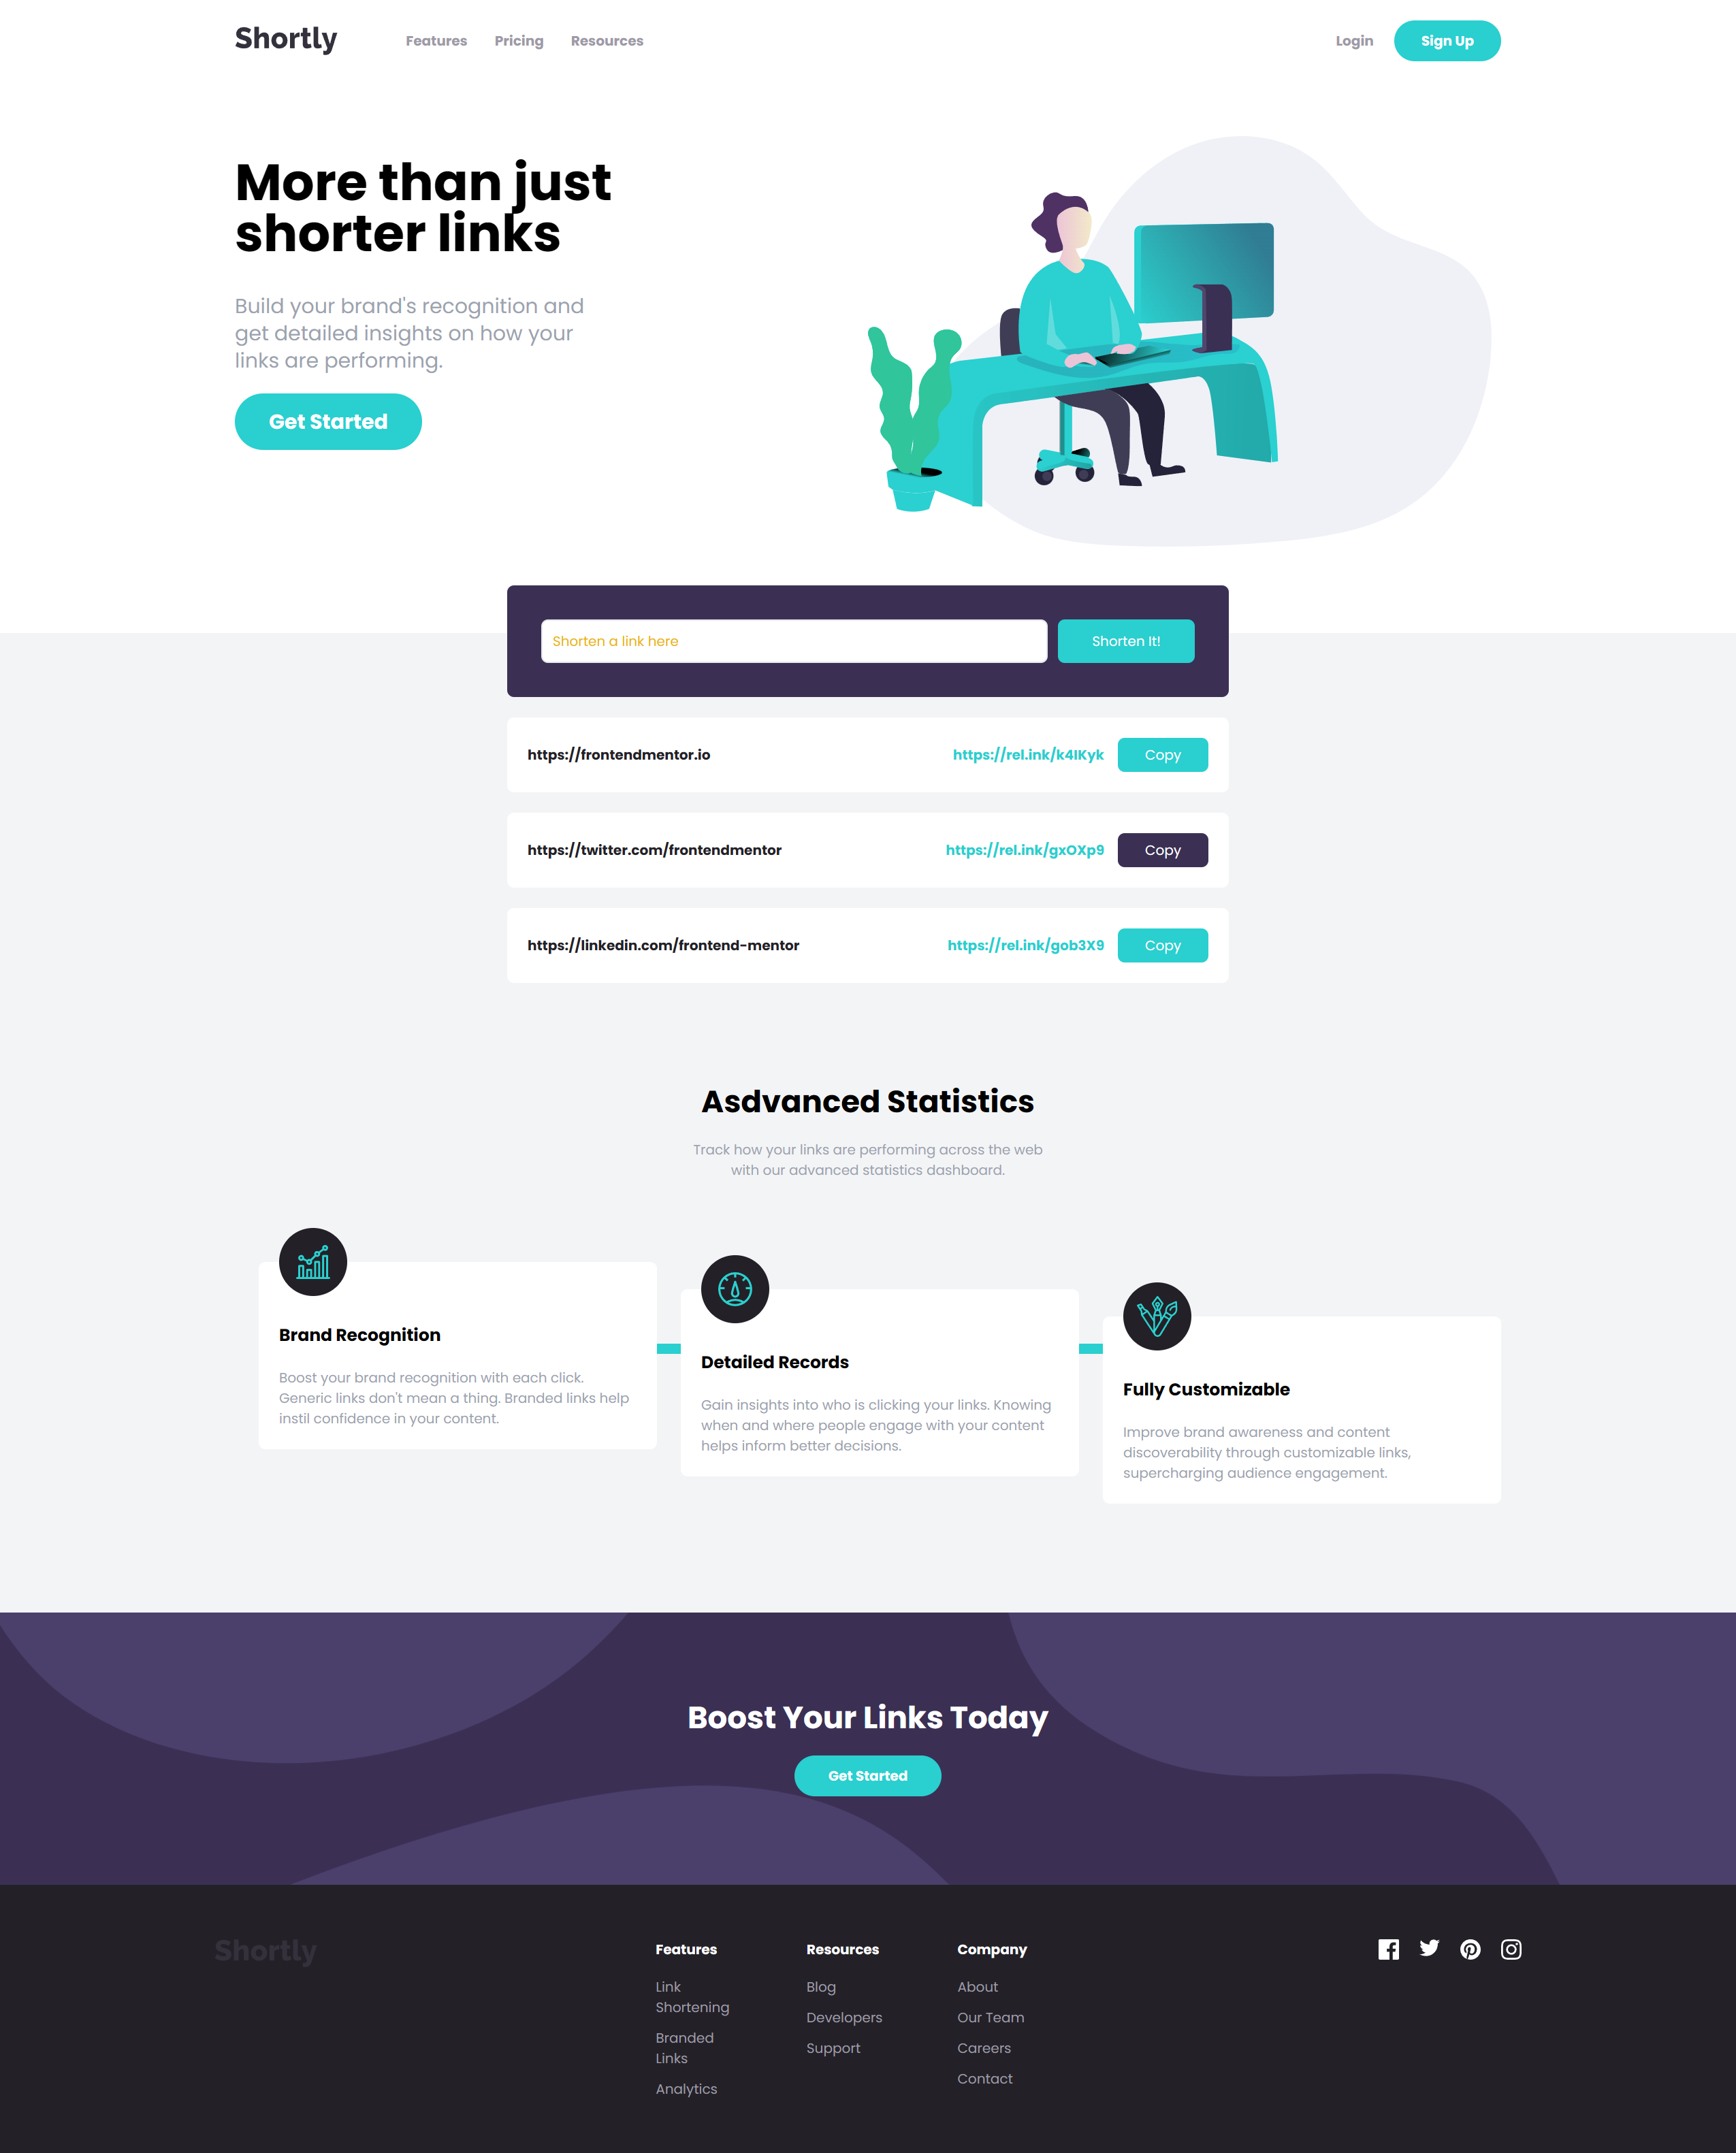 Shortly
Features
Pricing
Resources
Login
Sign Up
More than just
shorter links
Build your brand's recognition and
get detailed insights on how your
links are performing.
Get Started
Shorten a link here
Shorten It!
https://frontendmentor.io
https://rel.ink/k4IKyk
Copy
https://twitter.com/frontendmentor
https://rel.ink/gxOXp9
Copy
https://linkedin.com/frontend-mentor
https://rel.ink/gob3X9
Copy
Asdvanced Statistics
Track how your links are performing across the web
with our advanced statistics dashboard.
Brand Recognition
Boost your brand recognition with each click.
Generic links don't mean a thing. Branded links help
instil confidence in your content.
Detailed Records
Gain insights into who is clicking your links. Knowing
when and where people engage with your content
helps inform better decisions.
Fully Customizable
Improve brand awareness and content
discoverability through customizable links,
supercharging audience engagement.
Boost Your Links Today
Get Started
Shortly
Features
Link
Shortening
Branded
Links
Analytics
Resources
Blog
Developers
Support
Company
About
Our Team
Careers
Contact